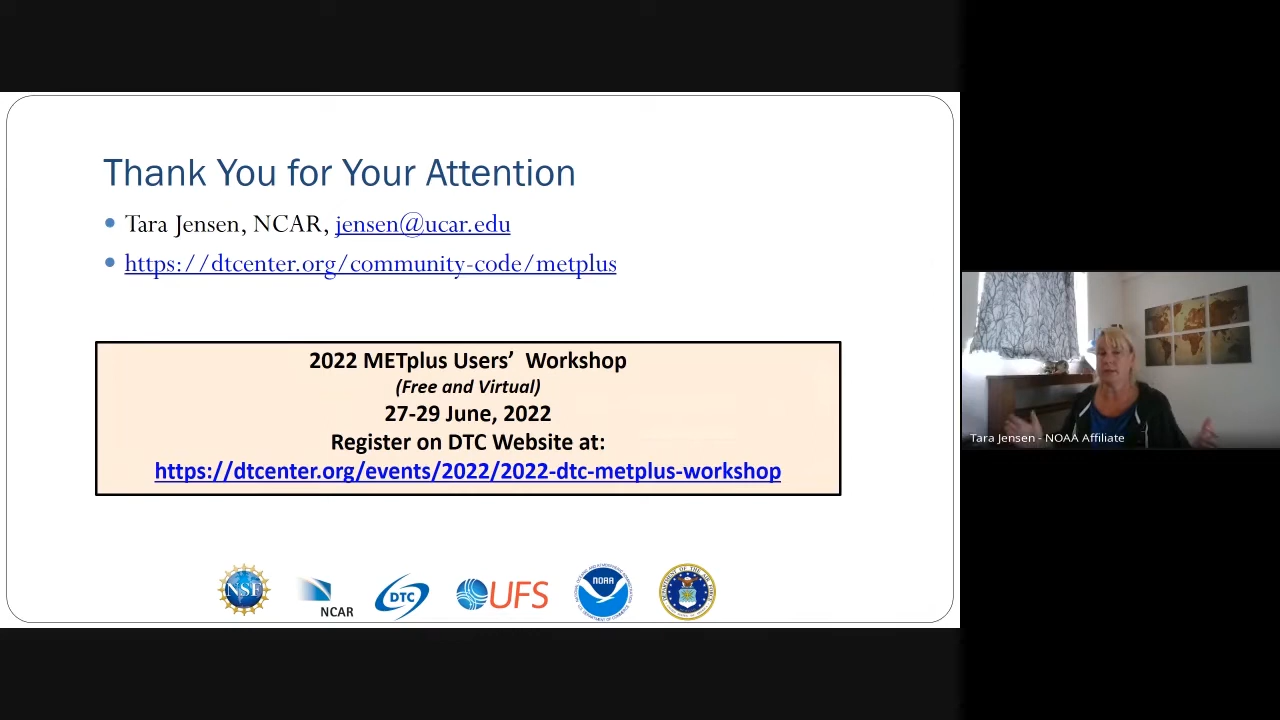 Thank You for Your Attention
Tara Jensen, NCAR, jensen@ucar.edu
https://dtcenter.org/community-code/metplus
2022 METplus Users’ Workshop
(Free and Virtual)
27-29 June, 2022
Register on DTC Website at:
https://dtcenter.org/events/2022/2022-dtc-metplus-workshop
NSF
NCAR
DTC
UFS
NOAA
Tara Jensen - NOAA Affiliate